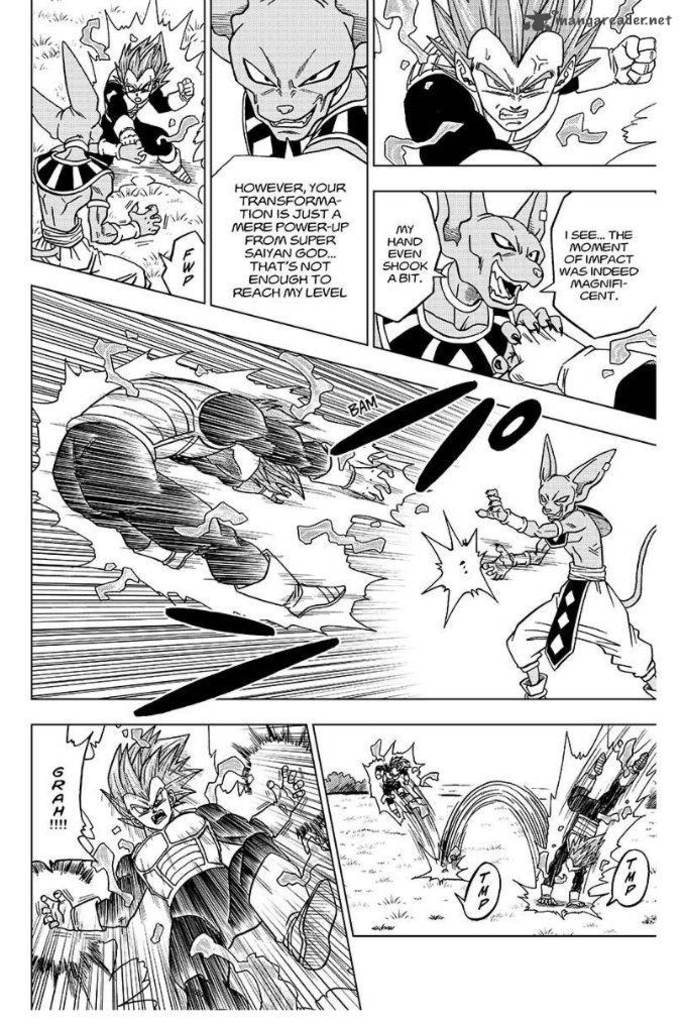 mangareader.net
I SEE... THE
MOMENT
OF IMPACT
WAS INDEED
MAGNIFI-
CENT.
MY
HAND
EVEN
SHOOK
A BIT.
HOWEVER, YOUR
TRANSFORMA-
TION IS JUST A
MERE POWER-UP
FROM SUPER
SAIYAN GOD...
THAT'S NOT
ENOUGH TO
REACH MY LEVEL
FWP
BAM
...
TMP
TMP
GRAH
!!!!